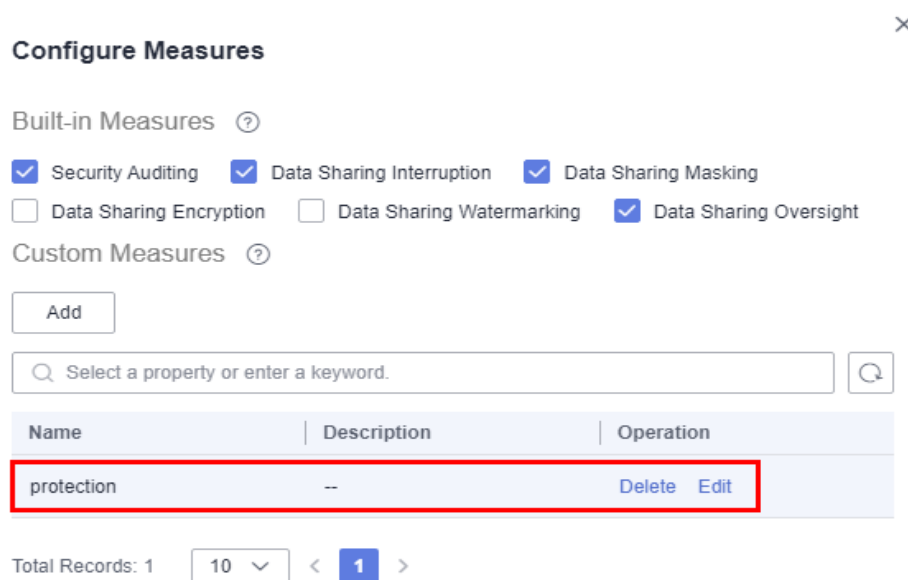 Configure Measures
Built-in Measures ?
Security Auditing Data Sharing Interruption Data Sharing Masking
Data Sharing Encryption Data Sharing Watermarking Data Sharing Oversight
Custom Measures ?
Add
Select a property or enter a keyword.
Name Description Operation
protection -- Delete Edit
Total Records: 1 10 < 1 >